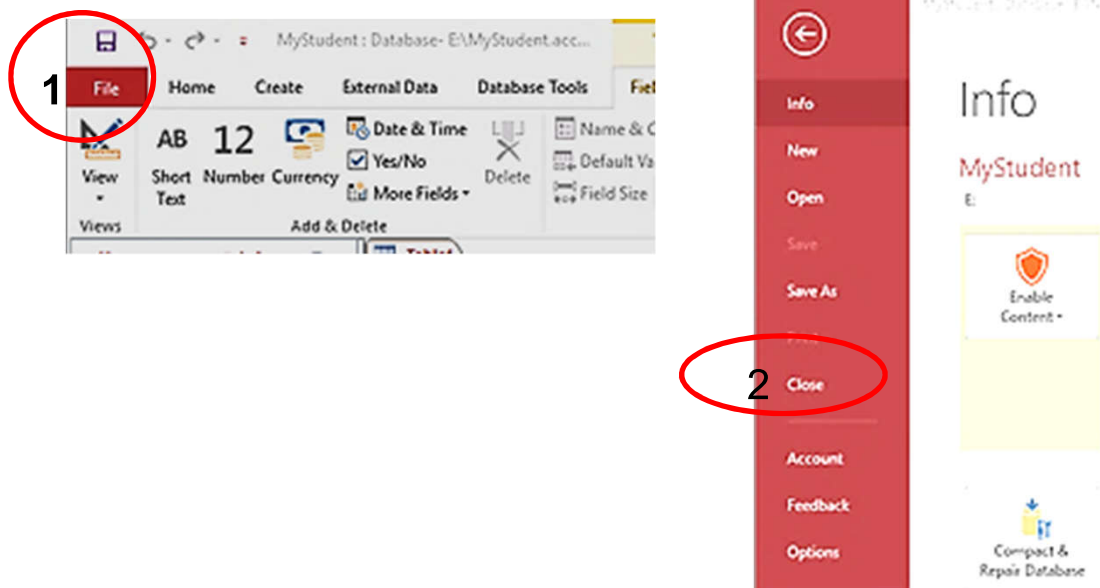 MyStudent : Database- E:\MyStudent.acc...
1
File Home Create External Data Database Tools Fiel
AB 12 Date & Time Name & C
Yes/No Default Va
View Short Text Number Currency More Fields Delete Field Size
Views Add & Delete
Info
New
Open
Save
Save As
Print
2 Close
Account
Feedback
Options
Info
MyStudent
E:
Enable
Content
Compact &
Repair Database